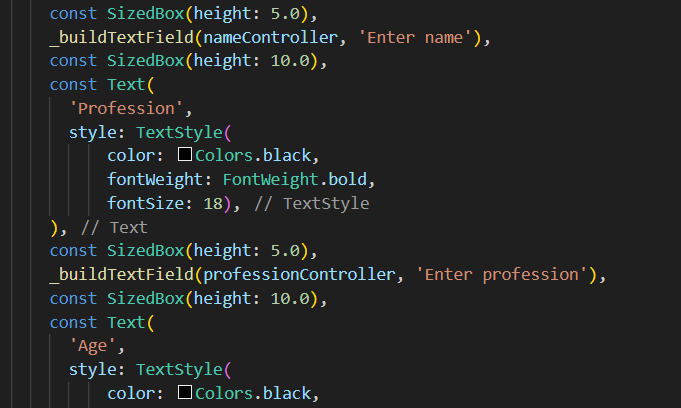 const SizedBox(height: 5.0),
_buildTextField(nameController, 'Enter name'),
const SizedBox(height: 10.0),
const Text(
'Profession',
style: TextStyle(
color: Colors.black,
fontWeight: FontWeight.bold,
fontSize: 18), // TextStyle
), // Text
const SizedBox(height: 5.0),
_buildTextField(professionController, 'Enter profession'),
const SizedBox(height: 10.0),
const Text(
'Age',
style: TextStyle(
color: Colors.black,